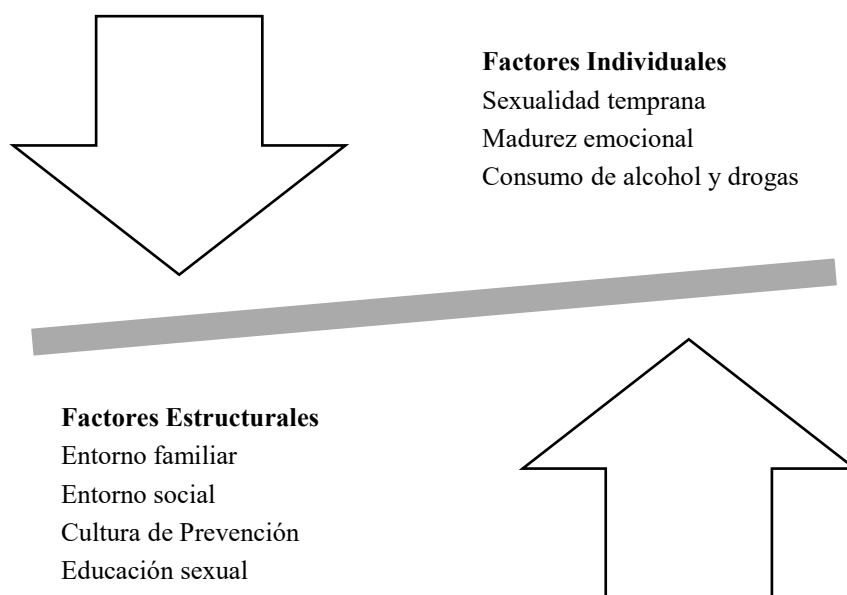 Factores Individuales
Sexualidad temprana
Madurez emocional
Consumo de alcohol y drogas
Factores Estructurales
Entorno familiar
Entorno social
Cultura de Prevención
Educación sexual